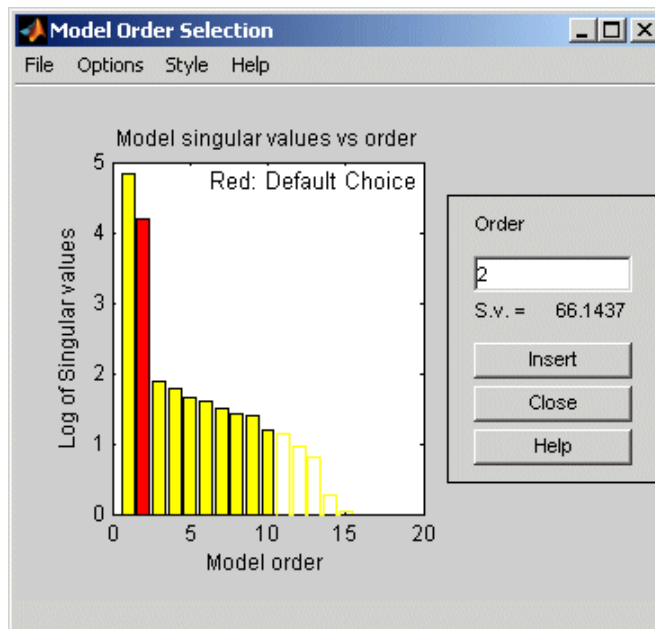 Model Order Selection
File Options Style Help
Model singular values vs order
Red: Default Choice
Log of Singular values
5
4
3
2
1
0
0 5 10 15 20
Model order
Order
2
S.v. = 66.1437
Insert
Close
Help